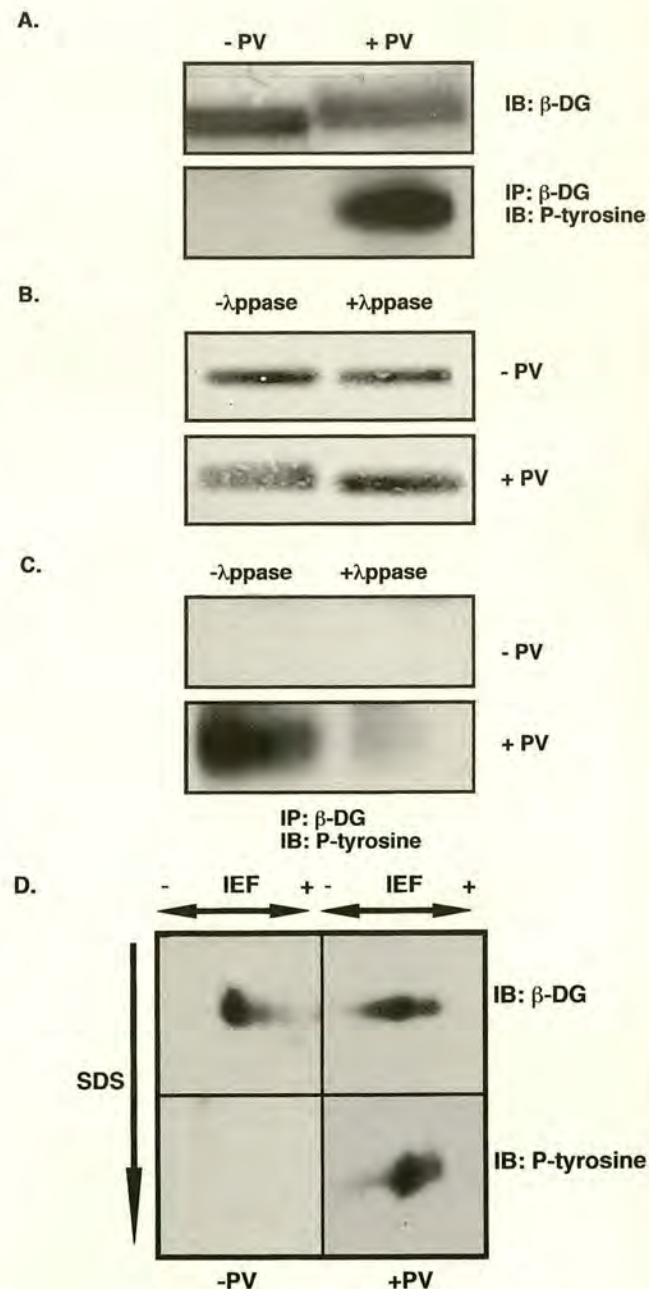 A.
- PV + PV
IB: β-DG
IP: β-DG
IB: P-tyrosine
B.
-λppase +λppase
- PV
+ PV
C.
-λppase +λppase
- PV
+ PV
IP: β-DG
IB: P-tyrosine
D.
- IEF + - IEF +
IB: β-DG
SDS
IB: P-tyrosine
-PV +PV